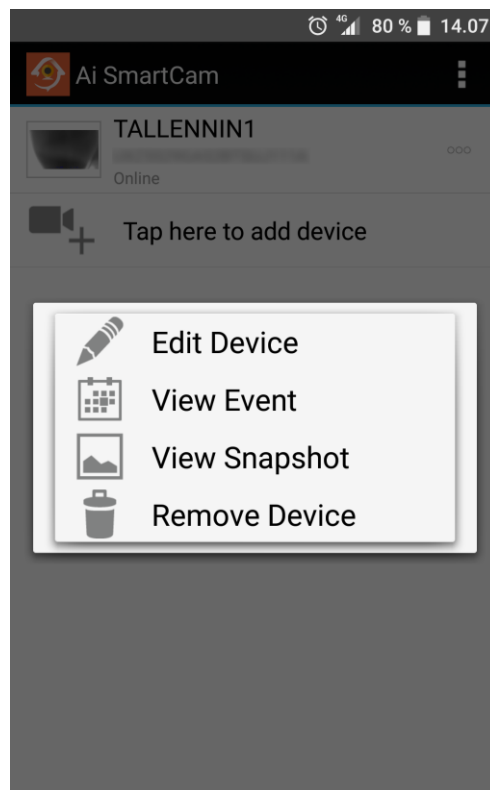 4G 80 % 14.07
Ai SmartCam
TALLENNIN1
Online
Tap here to add device
Edit Device
View Event
View Snapshot
Remove Device